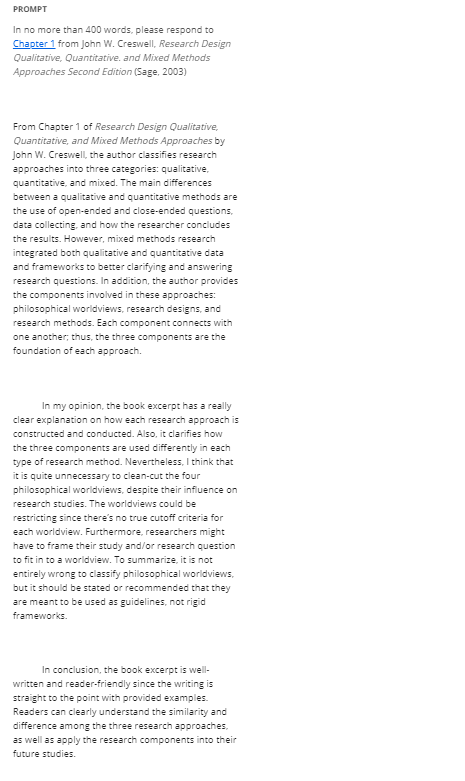 PROMPT
In no more than 400 words, please respond to
Chapter 1 from John W. Creswell, Research Design
Qualitative, Quantitative. and Mixed Methods
Approaches Second Edition (Sage, 2003)
From Chapter 1 of Research Design Qualitative,
Quantitative, and Mixed Methods Approaches by
John W. Creswell, the author classifies research
approaches into three categories: qualitative,
quantitative, and mixed. The main differences
between a qualitative and quantitative methods are
the use of open-ended and close-ended questions,
data collecting, and how the researcher concludes
the results. However, mixed methods research
integrated both qualitative and quantitative data
and frameworks to better clarifying and answering
research questions. In addition, the author provides
the components involved in these approaches:
philosophical worldviews, research designs, and
research methods. Each component connects with
one another; thus, the three components are the
foundation of each approach.
In my opinion, the book excerpt has a really
clear explanation on how each research approach is
constructed and conducted. Also, it clarifies how
the three components are used differently in each
type of research method. Nevertheless, I think that
it is quite unnecessary to clean-cut the four
philosophical worldviews, despite their influence on
research studies. The worldviews could be
restricting since there's no true cutoff criteria for
each worldview. Furthermore, researchers might
have to frame their study and/or research question
to fit in to a worldview. To summarize, it is not
entirely wrong to classify philosophical worldviews,
but it should be stated or recommended that they
are meant to be used as guidelines, not rigid
frameworks.
In conclusion, the book excerpt is well-
written and reader-friendly since the writing is
straight to the point with provided examples.
Readers can clearly understand the similarity and
difference among the three research approaches,
as well as apply the research components into their
future studies.